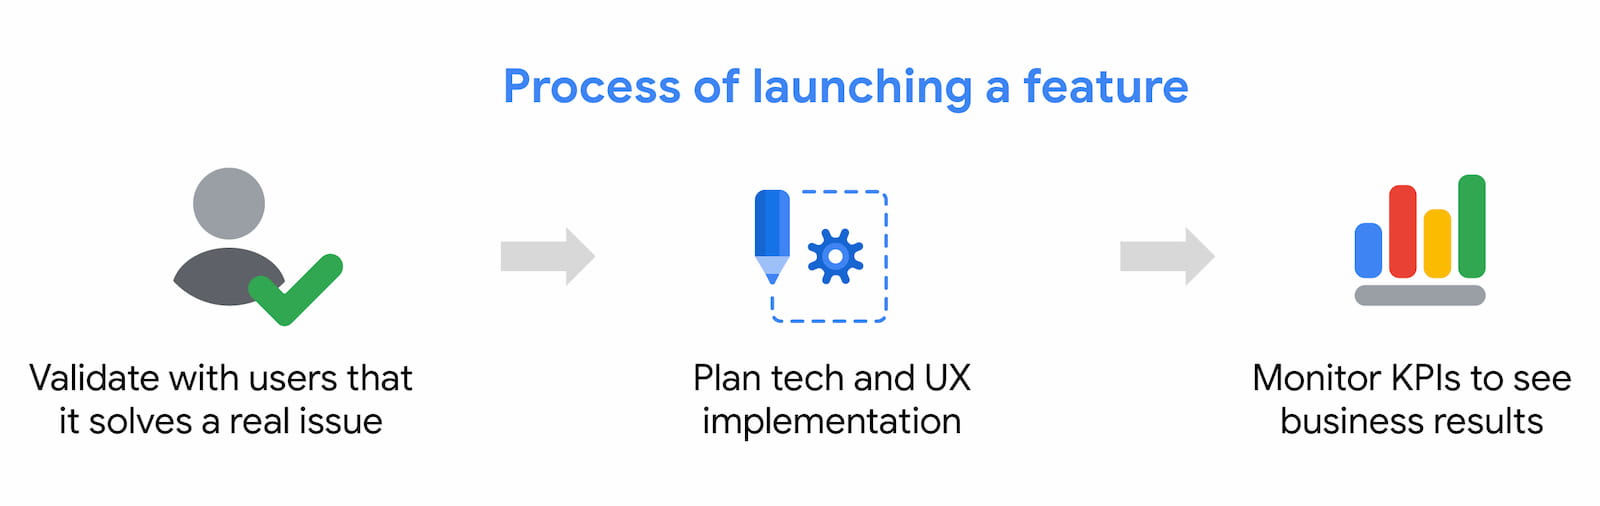 Process of launching a feature
Validate with users that
it solves a real issue
Plan tech and UX
implementation
Monitor KPIs to see
business results